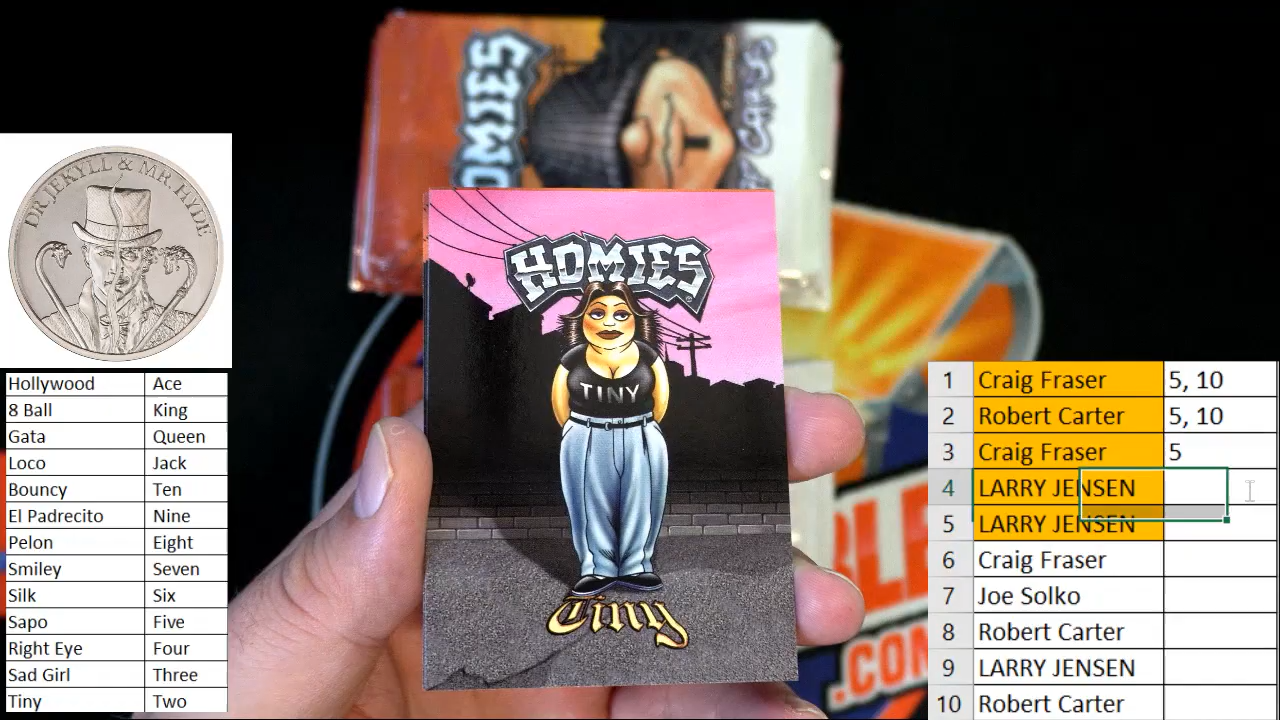 HOMIES
DR. JEKYLL & MR. HYDE
HOMIES
TINY
Tiny
Hollywood Ace
8 Ball King
Gata Queen
Loco Jack
Bouncy Ten
El Padrecito Nine
Pelon Eight
Smiley Seven
Silk Six
Sapo Five
Right Eye Four
Sad Girl Three
Tiny Two
1 Craig Fraser 5, 10
2 Robert Carter 5, 10
3 Craig Fraser 5
4 LARRY JENSEN
5 LARRY JENSEN
6 Craig Fraser
7 Joe Solko
8 Robert Carter
9 LARRY JENSEN
10 Robert Carter
.COM